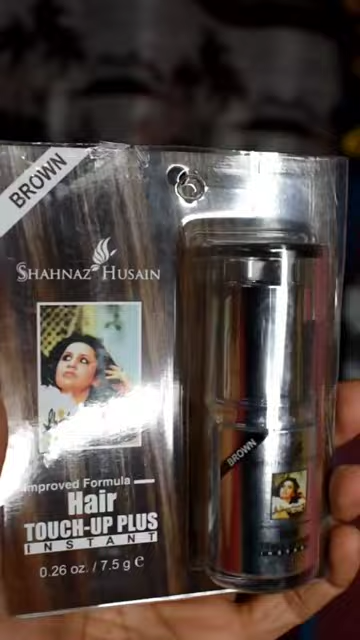 BROWN
SHAHNAZ HUSAIN
Improved Formula
Hair
TOUCH-UP PLUS
INSTANT
0.26 oz. / 7.5 g e
BROWN